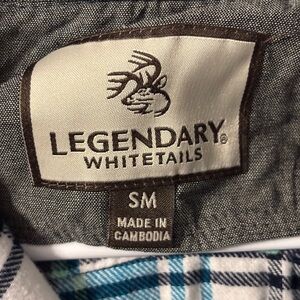 LEGENDARY®
WHITETAILS
SM
MADE IN
CAMBODIA